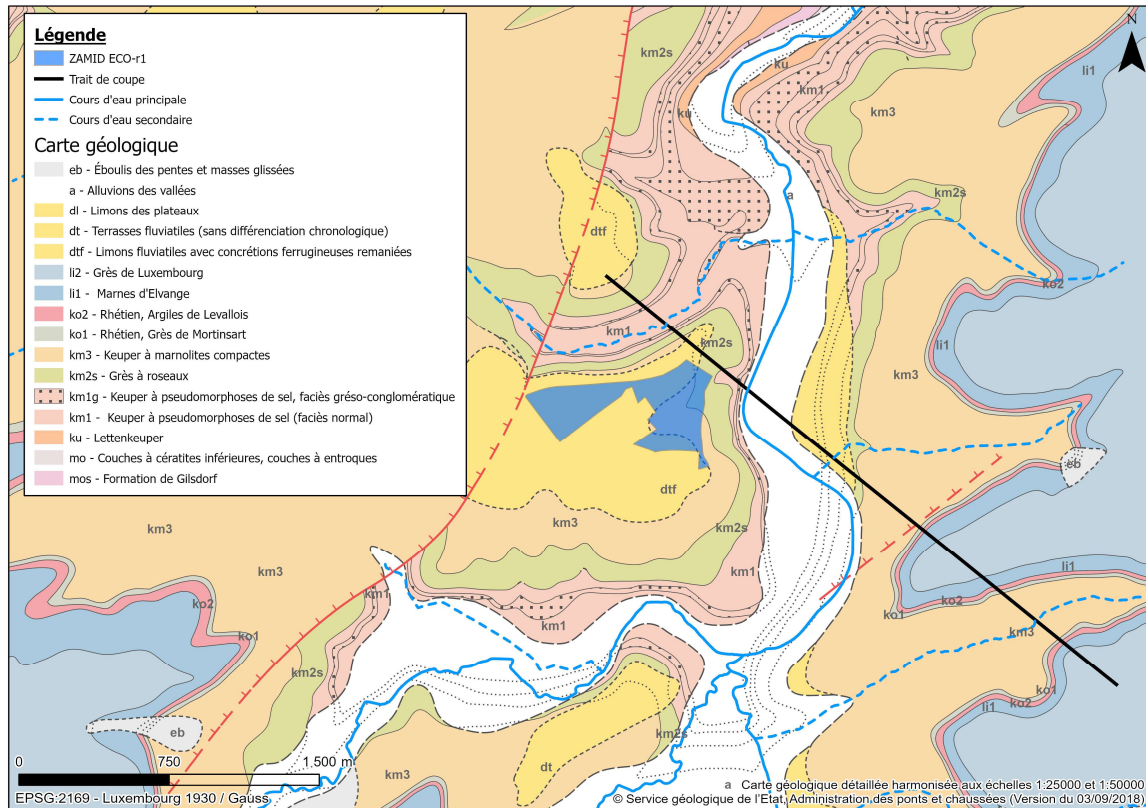 Légende
ZAMID ECO-r1
Trait de coupe
Cours d'eau principale
Cours d'eau secondaire
Carte géologique
eb - Éboulis des pentes et masses glissées
a - Alluvions des vallées
dl - Limons des plateaux
dt - Terrasses fluviatiles (sans différenciation chronologique)
dtf - Limons fluviatiles avec concrétions ferrugineuses remaniées
li2 - Grès de Luxembourg
li1 - Marnes d'Elvange
ko2 - Rhétien, Argiles de Levallois
ko1 - Rhétien, Grès de Mortinsart
km3 - Keuper à marnolites compactes
km2s - Grès à roseaux
km1g - Keuper à pseudomorphoses de sel, faciès gréso-conglomératique
km1 - Keuper à pseudomorphoses de sel (faciès normal)
ku - Lettenkeuper
mo - Couches à cératites inférieures, couches à entroques
mos - Formation de Gilsdorf
N
km2s
ku
km1
li1
km3
ku
km2s
a
dtf
ko2
km1
km2s
li1
km3
eb
dtf
km3
km2s
km3
km3
km1
li1
km1
ko2
ko2
ko1
km3
km1
ko1
km2s
ko1
li1
ko2
eb
km2s
km3
dt
0
750
1.500 m
EPSG:2169 - Luxembourg 1930 / Gauss
a
Carte géologique détaillée harmonisée aux échelles 1:25000 et 1:50000
© Service géologique de l'Etat, Administration des ponts et chaussées (Version du 03/09/2018